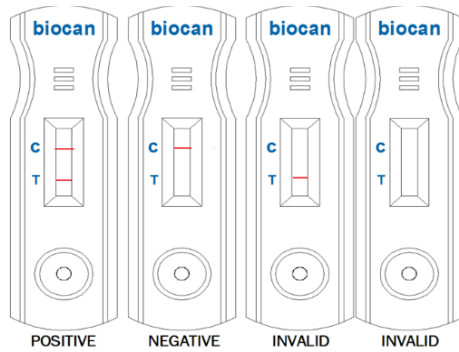 biocan biocan biocan biocan
C C C C
T T T T
POSITIVE NEGATIVE INVALID INVALID